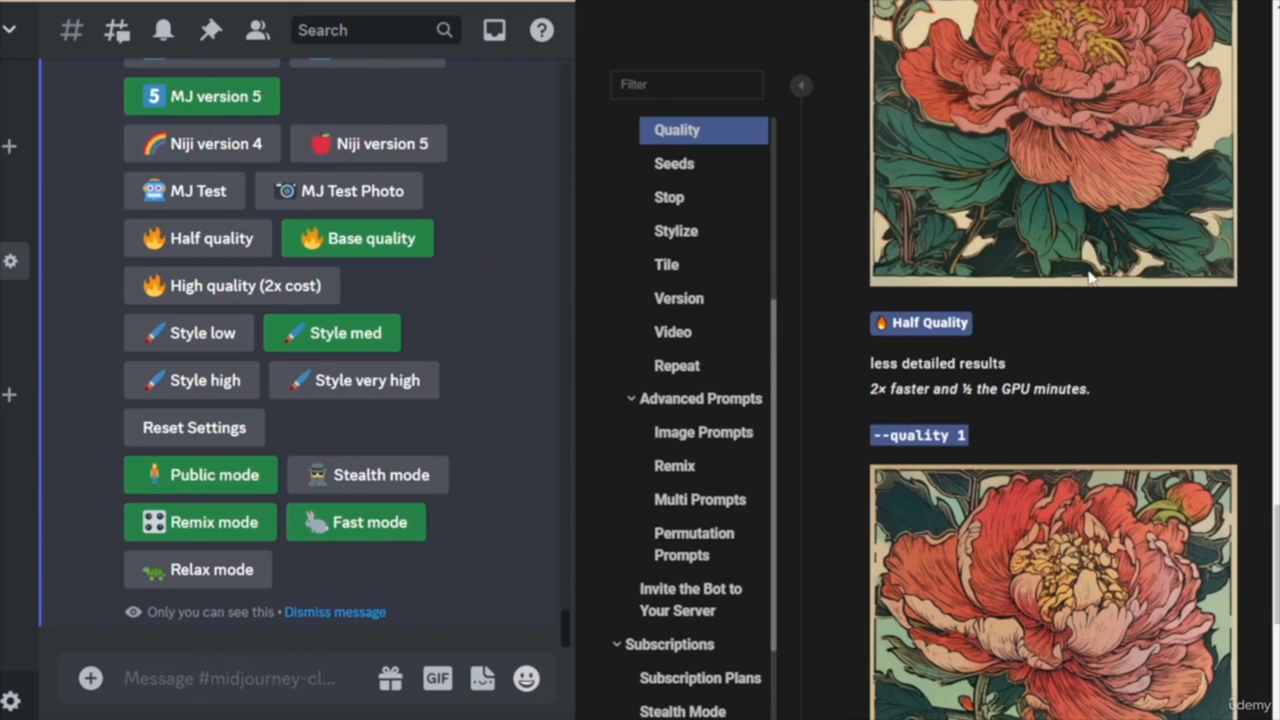 Search
5 MJ version 5
Niji version 4
Niji version 5
MJ Test
MJ Test Photo
Half quality
Base quality
High quality (2x cost)
Style low
Style med
Style high
Style very high
Reset Settings
Public mode
Stealth mode
Remix mode
Fast mode
Relax mode
Only you can see this • Dismiss message
Message #midjourney-cl...
GIF
Filter
Quality
Seeds
Stop
Stylize
Tile
Version
Video
Repeat
Advanced Prompts
Image Prompts
Remix
Multi Prompts
Permutation
Prompts
Invite the Bot to
Your Server
Subscriptions
Subscription Plans
Stealth Mode
Half Quality
less detailed results
2× faster and ½ the GPU minutes.
--quality 1
ûdemy